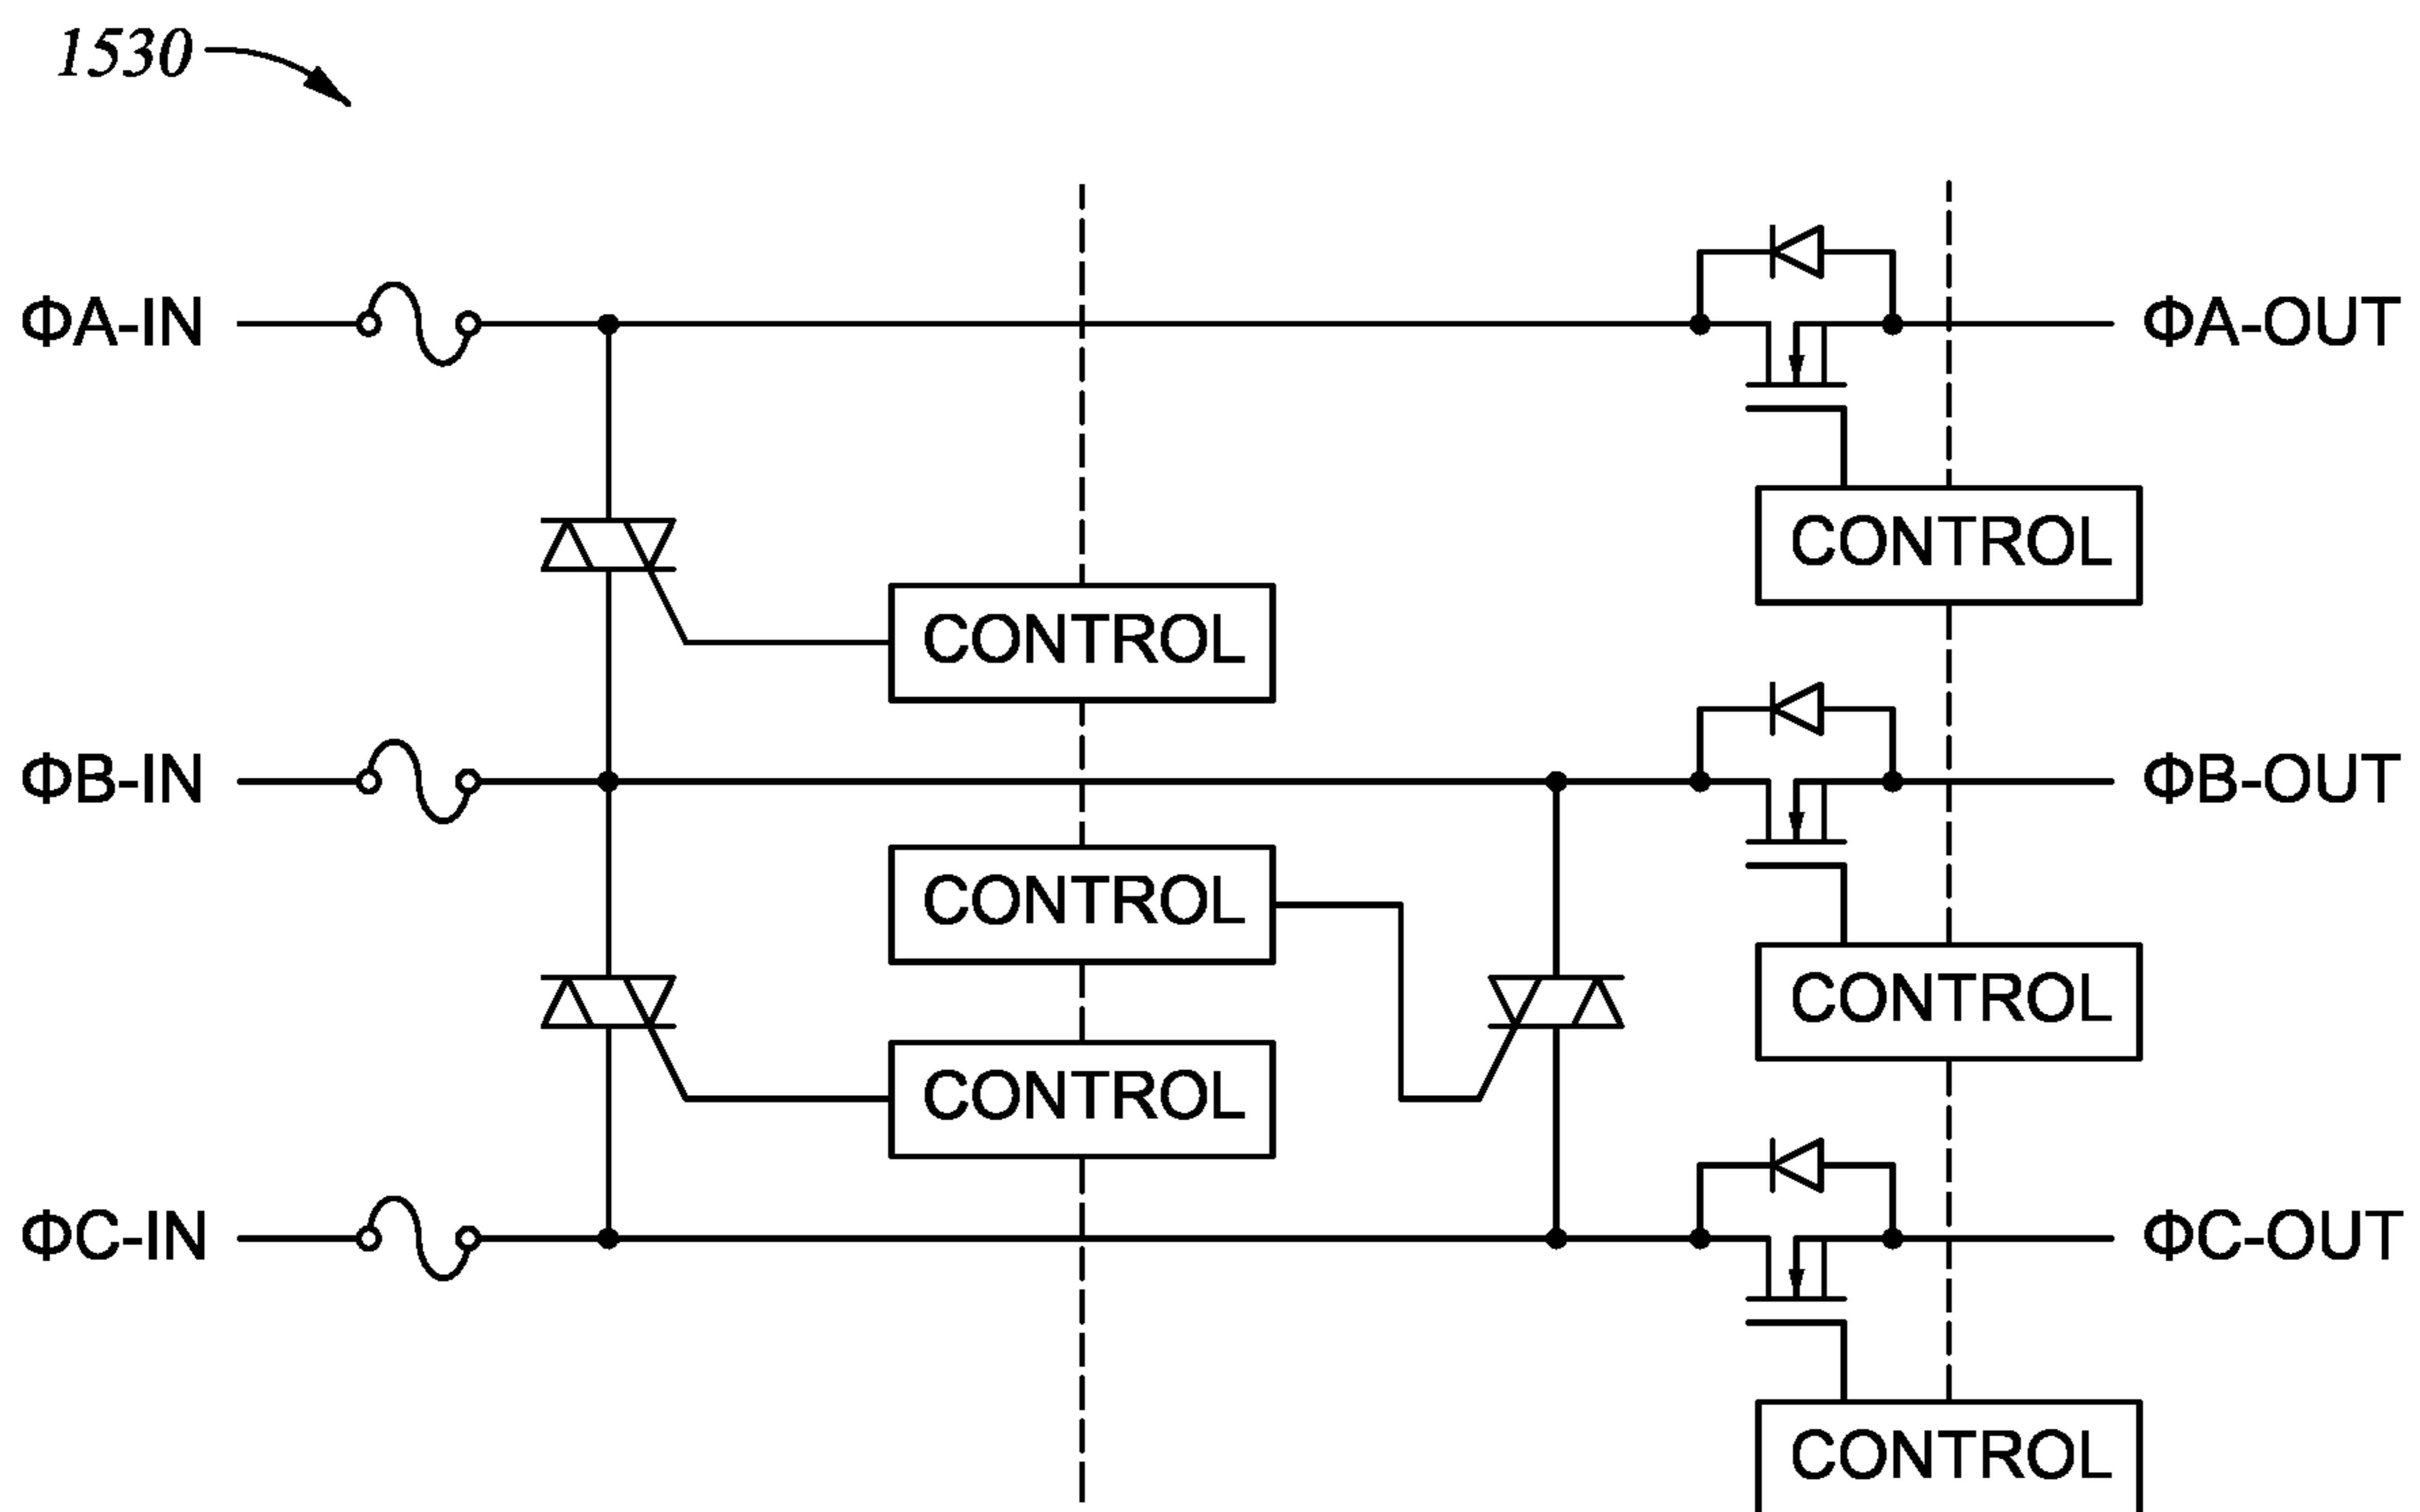 1530
ΦA-IN
ΦA-OUT
CONTROL
CONTROL
ΦB-IN
ΦB-OUT
CONTROL
CONTROL
CONTROL
ΦC-IN
ΦC-OUT
CONTROL